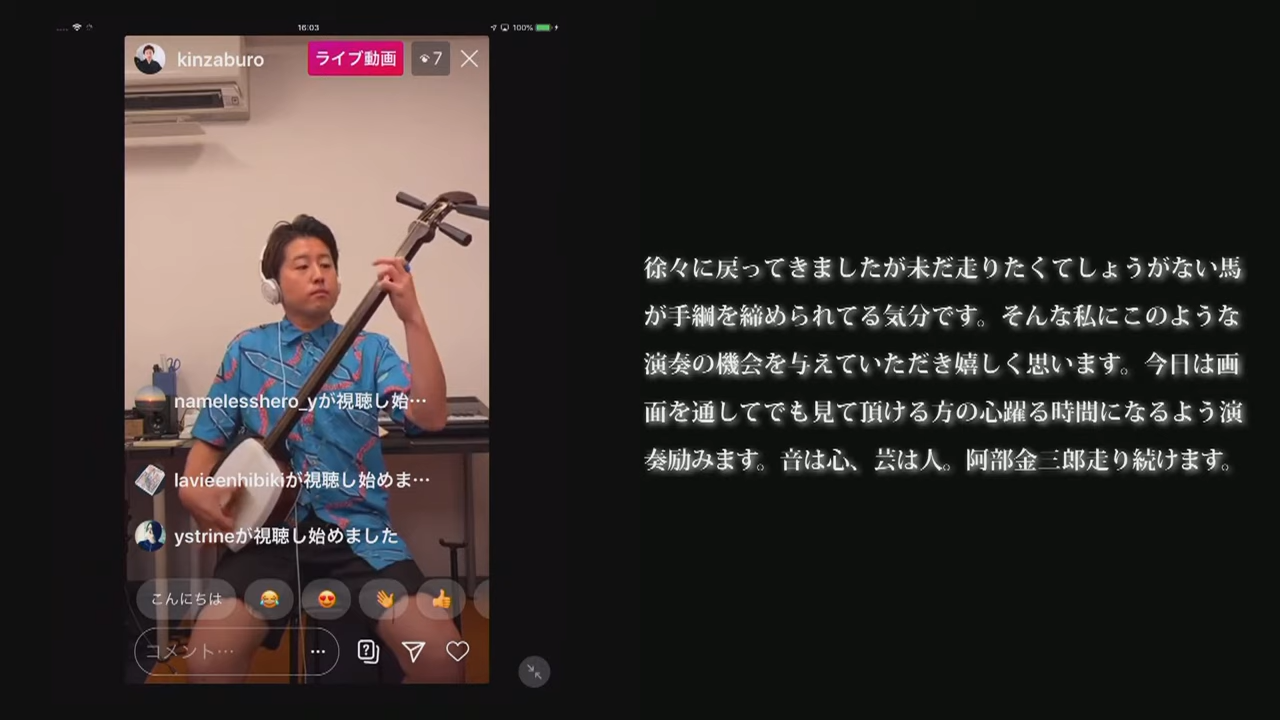 16:03
100%
kinzaburo
ライブ動画
7
namelesshero_yが視聴し始…
lavieenhibikiが視聴し始めま…
ystrineが視聴し始めました
こんにちは
コメント…
徐々に戻ってきましたが未だ走りたくてしょうがない馬
が手綱を締められてる気分です。そんな私にこのような
演奏の機会を与えていただき嬉しく思います。今日は画
面を通してでも見て頂ける方の心躍る時間になるよう演
奏励みます。音は心、芸は人。阿部金三郎走り続けます。